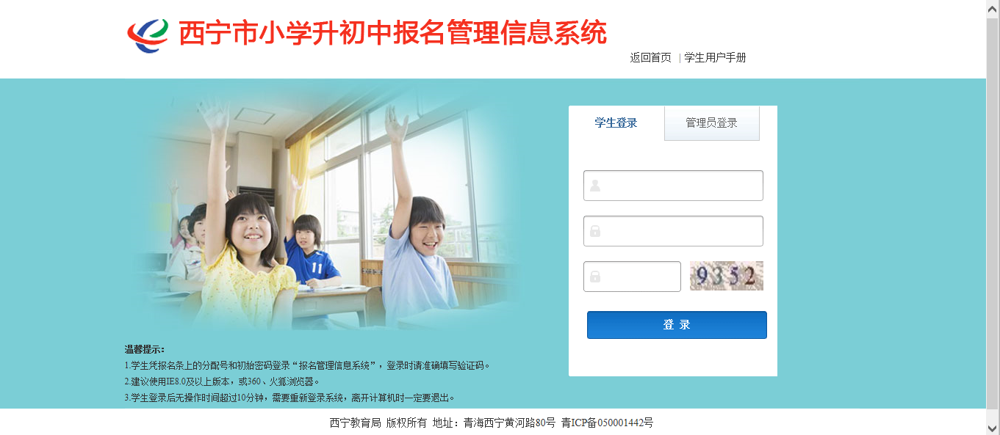 西宁市小学升初中报名管理信息系统
返回首页 | 学生用户手册
学生登录
管理员登录
11
9352
登 录
温馨提示：
1.学生凭报名条上的分配号和初始密码登录“报名管理信息系统”，登录时请准确填写验证码。
2.建议使用IE8.0及以上版本，或360、火狐浏览器。
3.学生登录后无操作时间超过10分钟，需要重新登录系统，离开计算机时一定要退出。
西宁教育局 版权所有 地址：青海西宁黄河路80号 青ICP备050001442号